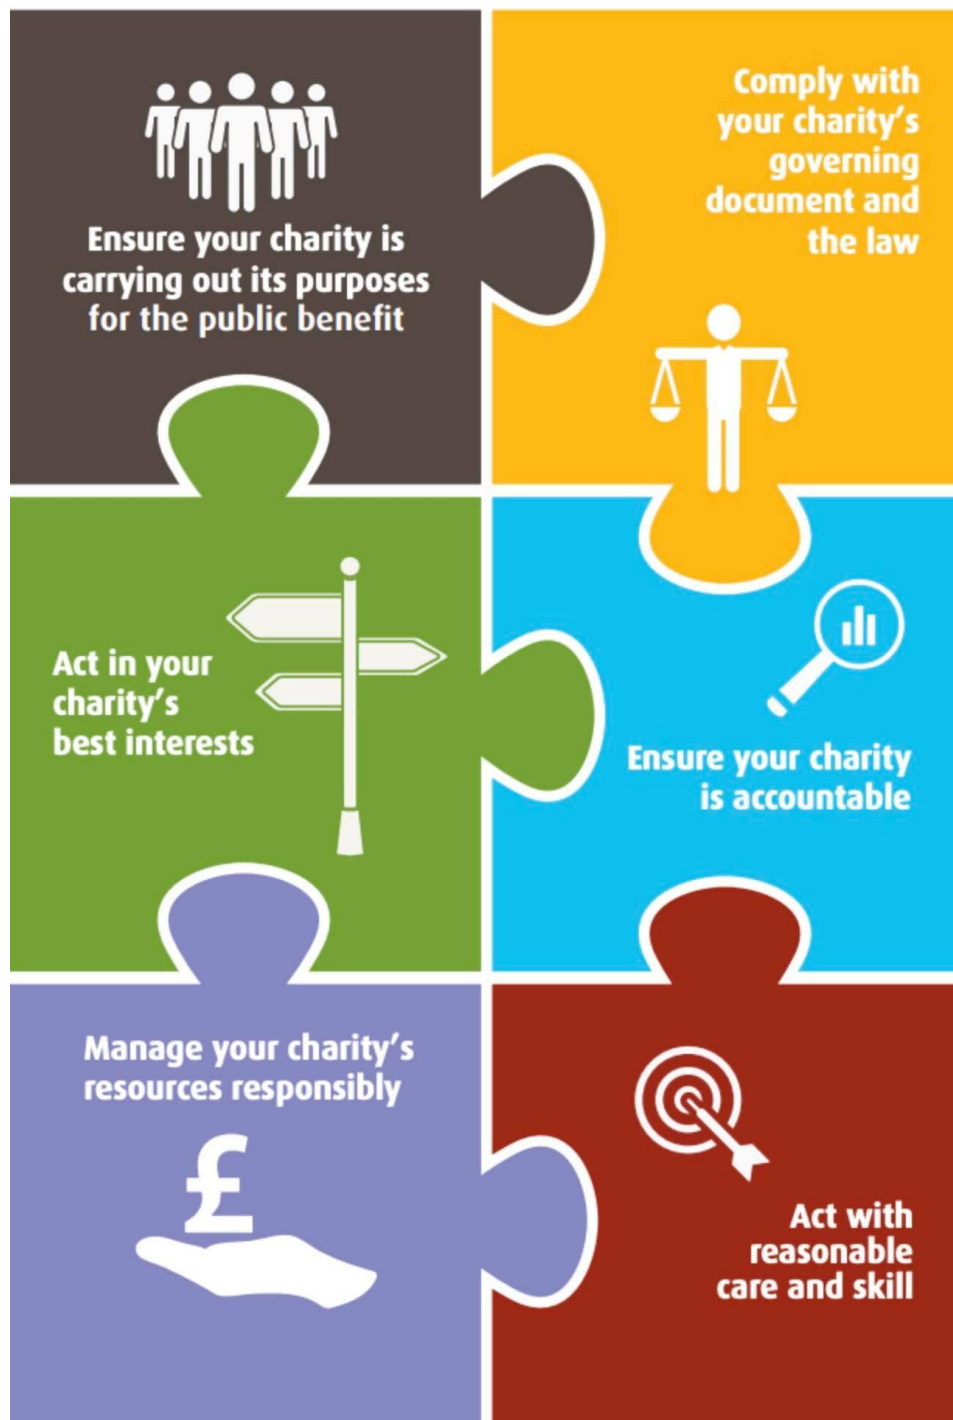 Ensure your charity is
carrying out its purposes
for the public benefit
Comply with
your charity’s
governing
document and
the law
Act in your
charity’s
best interests
Ensure your charity
is accountable
Manage your charity’s
resources responsibly
£
Act with
reasonable
care and skill